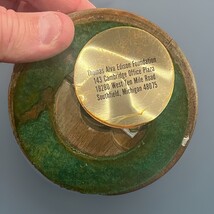 Thomas Alva Edison Foundation
143 Cambridge Office Plaza
18280 West Ten Mile Road
Southfield, Michigan 48075